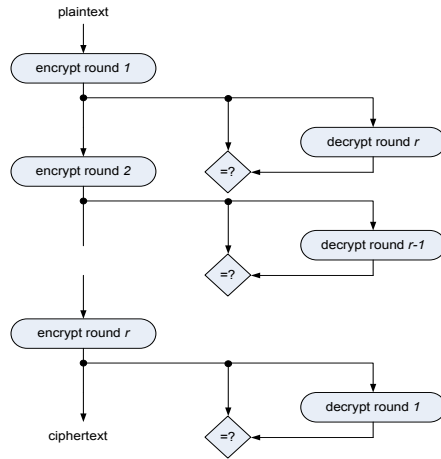 plaintext
encrypt round 1
decrypt round r
=?
encrypt round 2
decrypt round r-1
=?
encrypt round r
decrypt round 1
=?
ciphertext